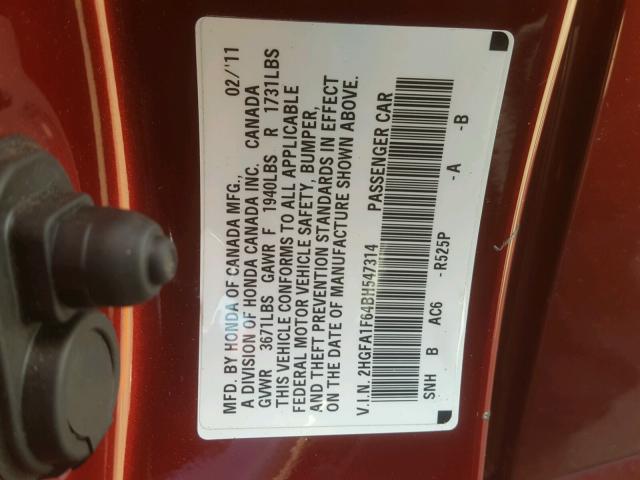 MFD. BY HONDA OF CANADA MFG., 02/'11
A DIVISION OF HONDA CANADA INC. CANADA
GVWR 3671LBS GAWR F 1940LBS R 1731LBS
THIS VEHICLE CONFORMS TO ALL APPLICABLE
FEDERAL MOTOR VEHICLE SAFETY, BUMPER,
AND THEFT PREVENTION STANDARDS IN EFFECT
ON THE DATE OF MANUFACTURE SHOWN ABOVE.
V.I.N. 2HGFA1F64BH547314 PASSENGER CAR
SNH B AC6 -R525P -A -B